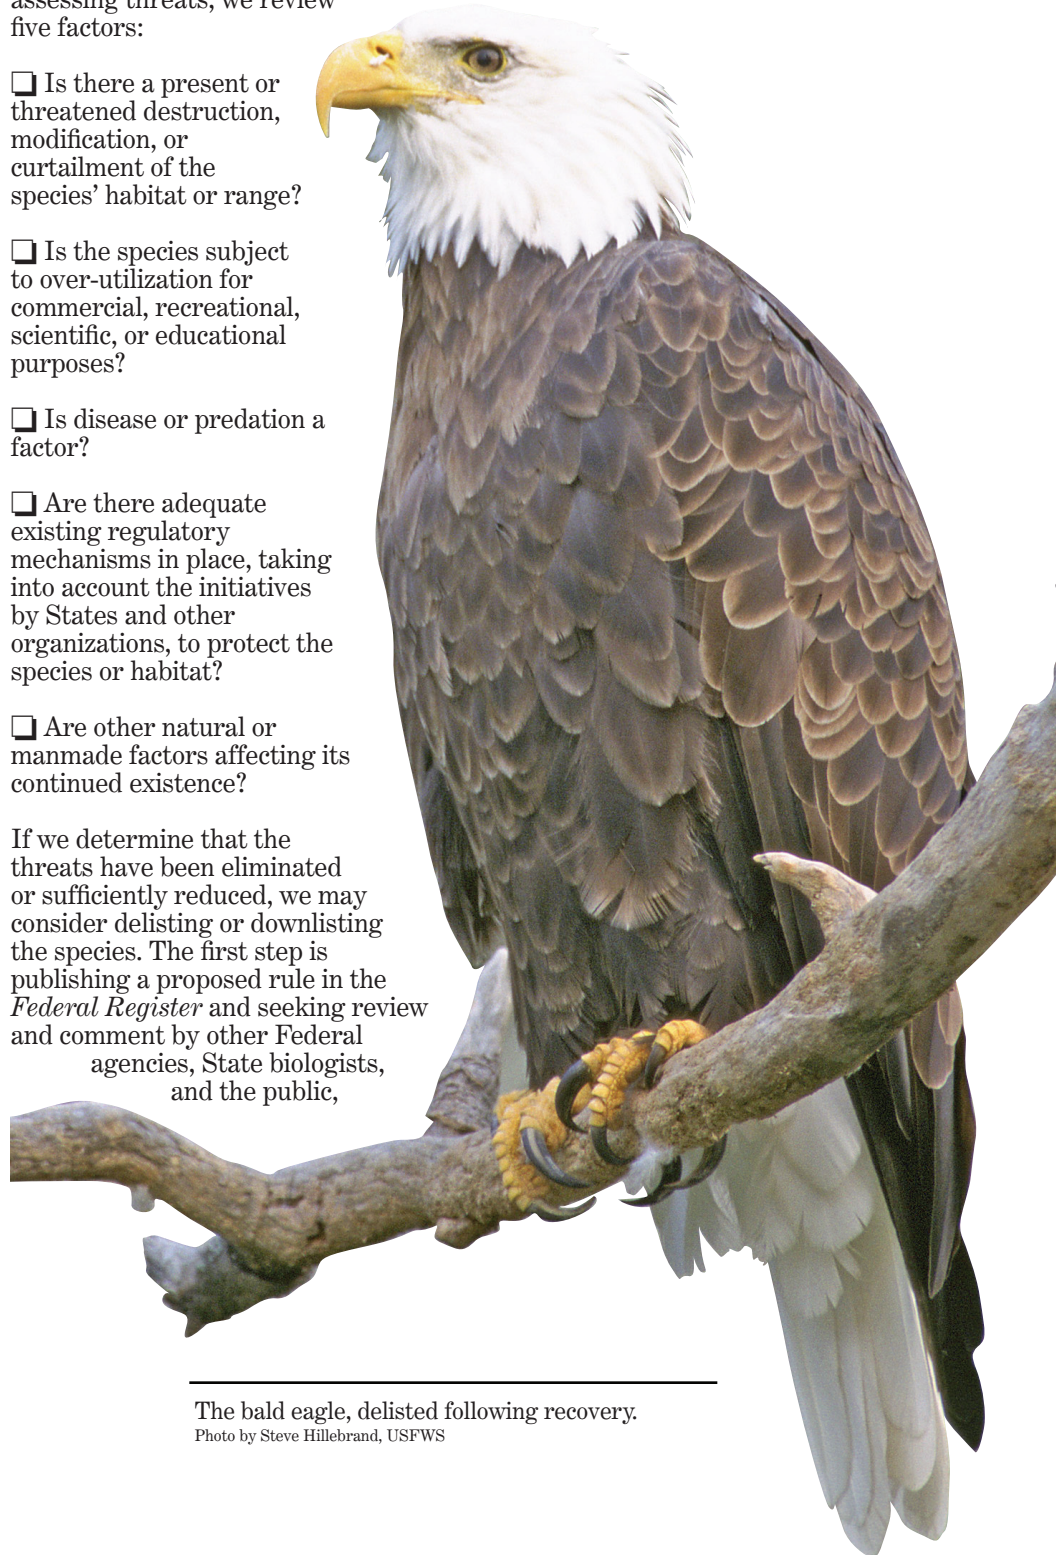 assessing threats, we review
five factors:
❏ Is there a present or
threatened destruction,
modification, or
curtailment of the
species’ habitat or range?
❏ Is the species subject
to over-utilization for
commercial, recreational,
scientific, or educational
purposes?
❏ Is disease or predation a
factor?
❏ Are there adequate
existing regulatory
mechanisms in place, taking
into account the initiatives
by States and other
organizations, to protect the
species or habitat?
❏ Are other natural or
manmade factors affecting its
continued existence?
If we determine that the
threats have been eliminated
or sufficiently reduced, we may
consider delisting or downlisting
the species. The first step is
publishing a proposed rule in the
Federal Register and seeking review
and comment by other Federal
agencies, State biologists,
and the public,
The bald eagle, delisted following recovery.
Photo by Steve Hillebrand, USFWS